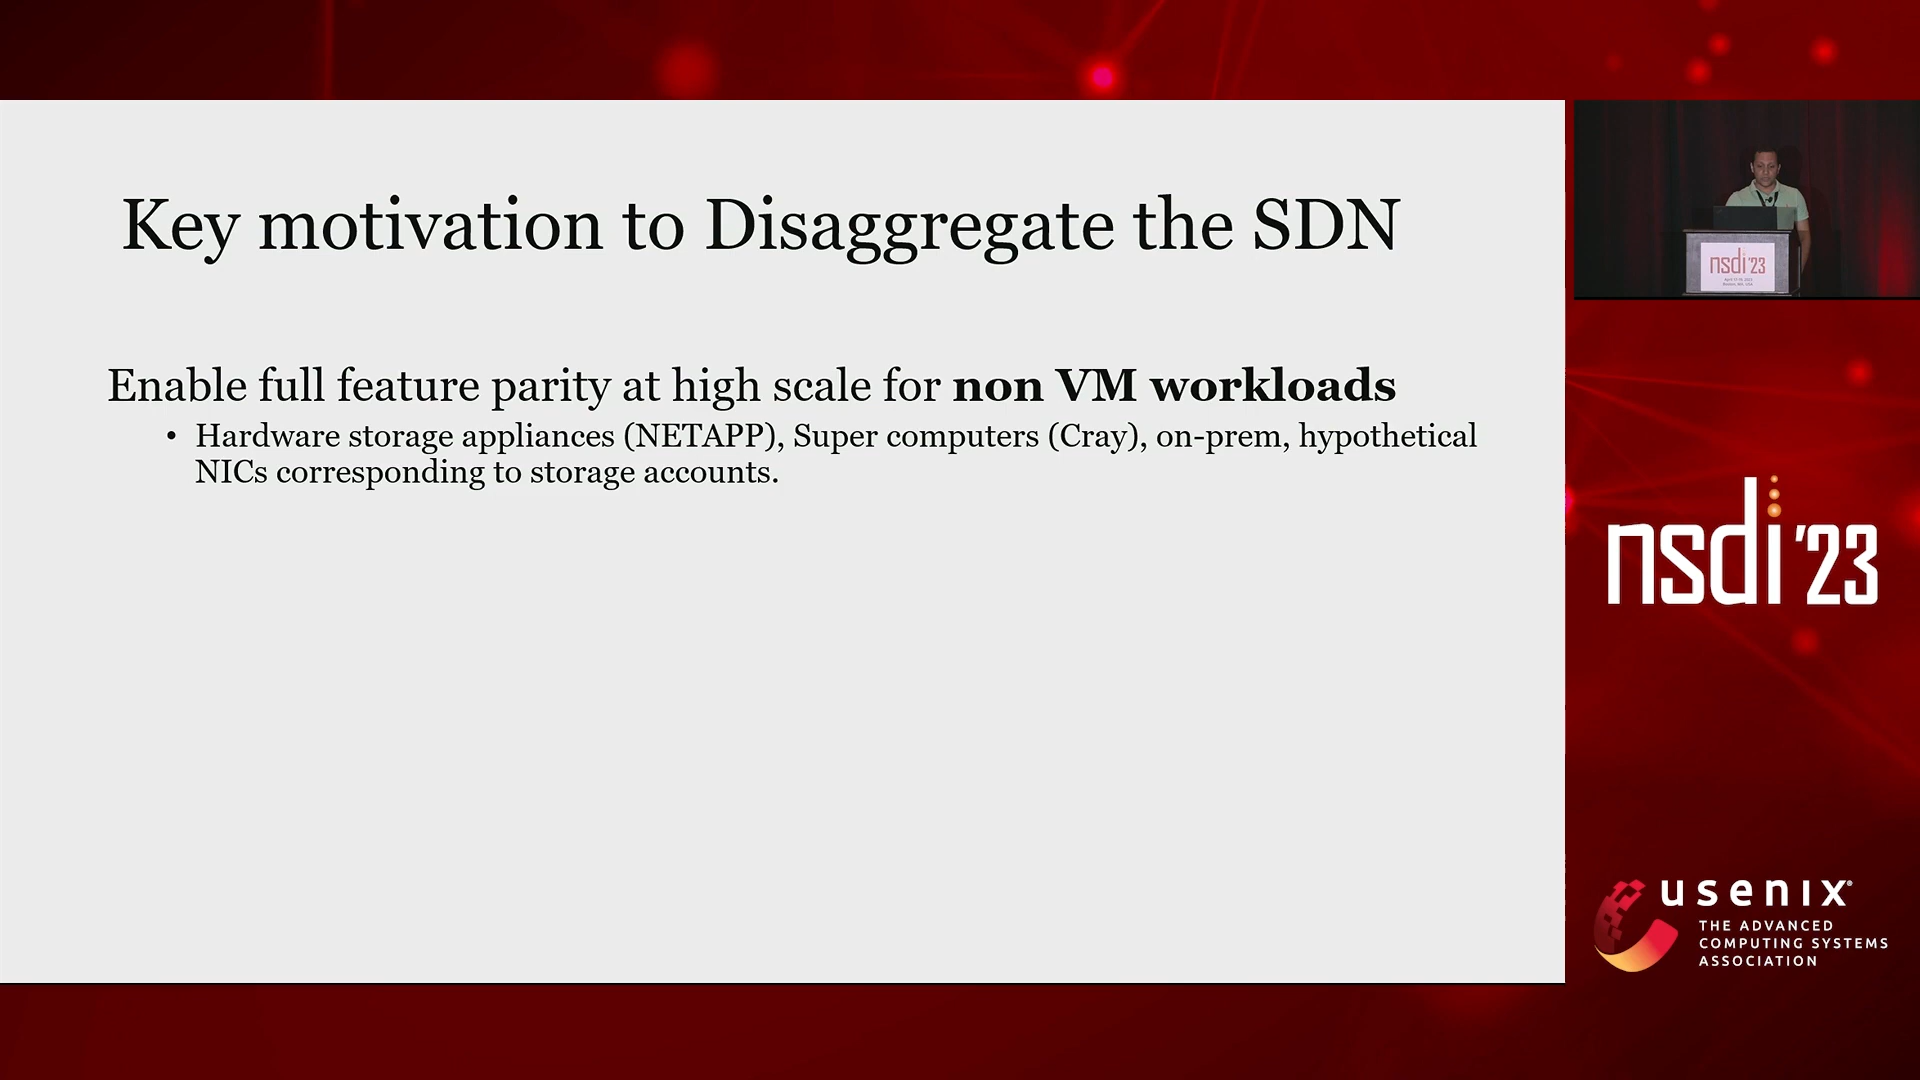 Key motivation to Disaggregate the SDN
Enable full feature parity at high scale for non VM workloads
• Hardware storage appliances (NETAPP), Super computers (Cray), on-prem, hypothetical
NICs corresponding to storage accounts.
nsdi '23
nsdi '23
usenix®
THE ADVANCED
COMPUTING SYSTEMS
ASSOCIATION